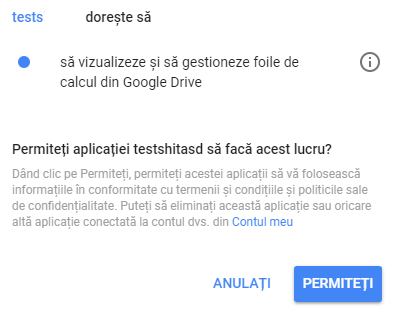 tests dorește să
să vizualizeze și să gestioneze foile de
calcul din Google Drive
Permiteți aplicației testshitasd să facă acest lucru?
Dând clic pe Permiteți, permiteți acestei aplicații să vă folosească
informațiile în conformitate cu termenii și condițiile și politicile sale
de confidențialitate. Puteți să eliminați această aplicație sau oricare
altă aplicație conectată la contul dvs. din Contul meu
ANULAȚI PERMITEȚI